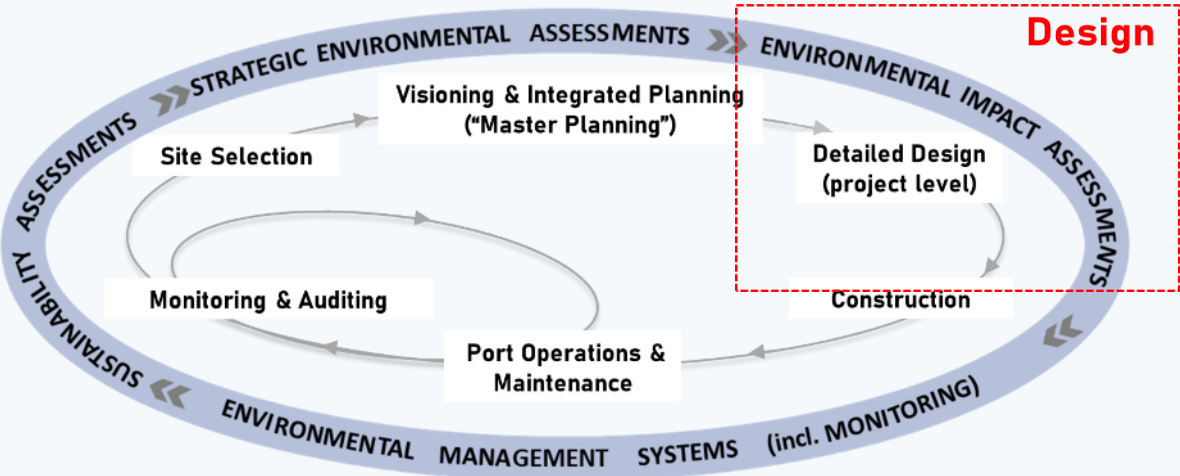 Design
STRATEGIC ENVIRONMENTAL ASSESSMENTS
ENVIRONMENTAL IMPACT ASSESSMENTS
ENVIRONMENTAL MANAGEMENT SYSTEMS (incl. MONITORING)
SUSTAINABILITY ASSESSMENTS
Visioning & Integrated Planning
(“Master Planning”)
Site Selection
Detailed Design
(project level)
Monitoring & Auditing
Construction
Port Operations &
Maintenance